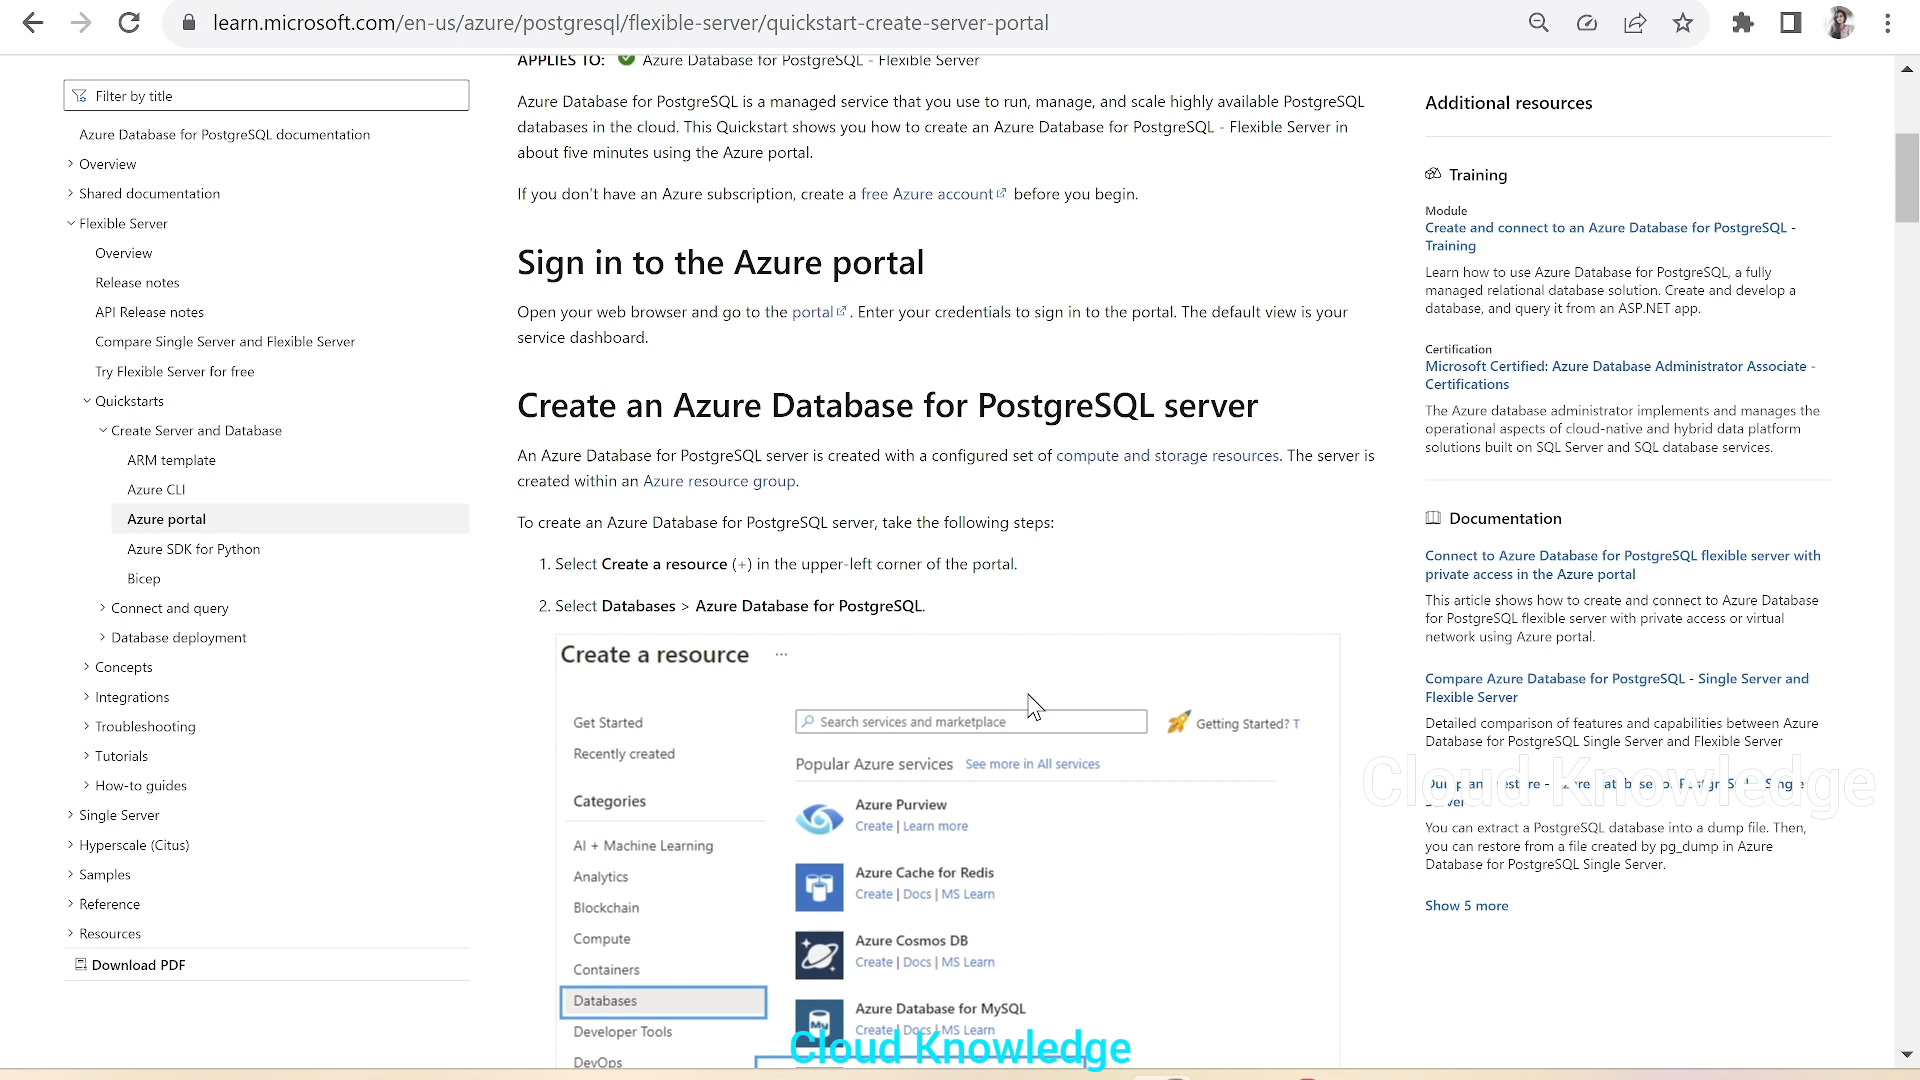 learn.microsoft.com/en-us/azure/postgresql/flexible-server/quickstart-create-server-portal
Filter by title
Azure Database for PostgreSQL documentation
Overview
Shared documentation
Flexible Server
Overview
Release notes
API Release notes
Compare Single Server and Flexible Server
Try Flexible Server for free
Quickstarts
Create Server and Database
ARM template
Azure CLI
Azure portal
Azure SDK for Python
Bicep
Connect and query
Database deployment
Concepts
Integrations
Troubleshooting
Tutorials
How-to guides
Single Server
Hyperscale (Citus)
Samples
Reference
Resources
Download PDF
APPLIES TO: Azure Database for PostgreSQL - Flexible Server
Azure Database for PostgreSQL is a managed service that you use to run, manage, and scale highly available PostgreSQL
databases in the cloud. This Quickstart shows you how to create an Azure Database for PostgreSQL - Flexible Server in
about five minutes using the Azure portal.
If you don't have an Azure subscription, create a free Azure account before you begin.
Sign in to the Azure portal
Open your web browser and go to the portal. Enter your credentials to sign in to the portal. The default view is your
service dashboard.
Create an Azure Database for PostgreSQL server
An Azure Database for PostgreSQL server is created with a configured set of compute and storage resources. The server is
created within an Azure resource group.
To create an Azure Database for PostgreSQL server, take the following steps:
1. Select Create a resource (+) in the upper-left corner of the portal.
2. Select Databases > Azure Database for PostgreSQL.
Create a resource ...
Get Started
Recently created
Categories
AI + Machine Learning
Analytics
Blockchain
Compute
Containers
Databases
Developer Tools
DevOps
Search services and marketplace
Getting Started? T
Popular Azure services See more in All services
Azure Purview
Create | Learn more
Azure Cache for Redis
Create | Docs | MS Learn
Azure Cosmos DB
Create | Docs | MS Learn
Azure Database for MySQL
Create | Docs | MS Learn
Cloud Knowledge
Additional resources
Training
Module
Create and connect to an Azure Database for PostgreSQL -
Training
Learn how to use Azure Database for PostgreSQL, a fully
managed relational database solution. Create and develop a
database, and query it from an ASP.NET app.
Certification
Microsoft Certified: Azure Database Administrator Associate -
Certifications
The Azure database administrator implements and manages the
operational aspects of cloud-native and hybrid data platform
solutions built on SQL Server and SQL database services.
Documentation
Connect to Azure Database for PostgreSQL flexible server with
private access in the Azure portal
This article shows how to create and connect to Azure Database
for PostgreSQL flexible server with private access or virtual
network using Azure portal.
Compare Azure Database for PostgreSQL - Single Server and
Flexible Server
Detailed comparison of features and capabilities between Azure
Database for PostgreSQL Single Server and Flexible Server
Cloud Knowledge
You can extract a PostgreSQL database into a dump file. Then,
you can restore from a file created by pg_dump in Azure
Database for PostgreSQL Single Server.
Show 5 more